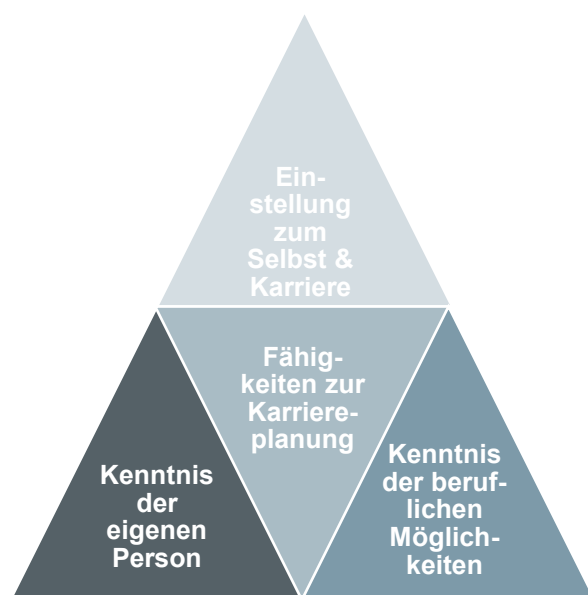 Ein-
stellung
zum
Selbst &
Karriere
Fähig-
keiten zur
Karriere-
planung
Kenntnis
der
eigenen
Person
Kenntnis
der beruf-
lichen
Möglich-
keiten